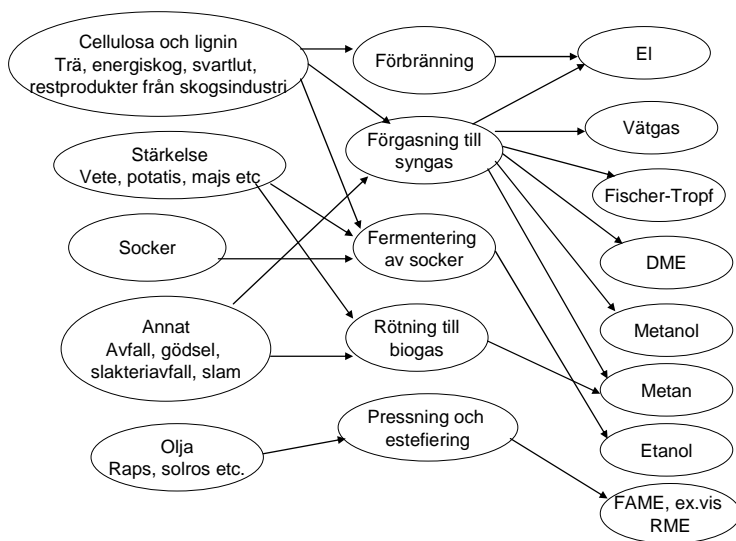 Cellulosa och lignin
Trä, energiskog, svartlut,
restprodukter från skogsindustri
Stärkelse
Vete, potatis, majs etc
Socker
Annat
Avfall, gödsel,
slakteriavfall, slam
Olja
Raps, solros etc.
Förbränning
Förgasning till
syngas
Fermentering
av socker
Rötning till
biogas
Pressning och
estefiering
El
Vätgas
Fischer-Tropf
DME
Metanol
Metan
Etanol
FAME, ex.vis
RME